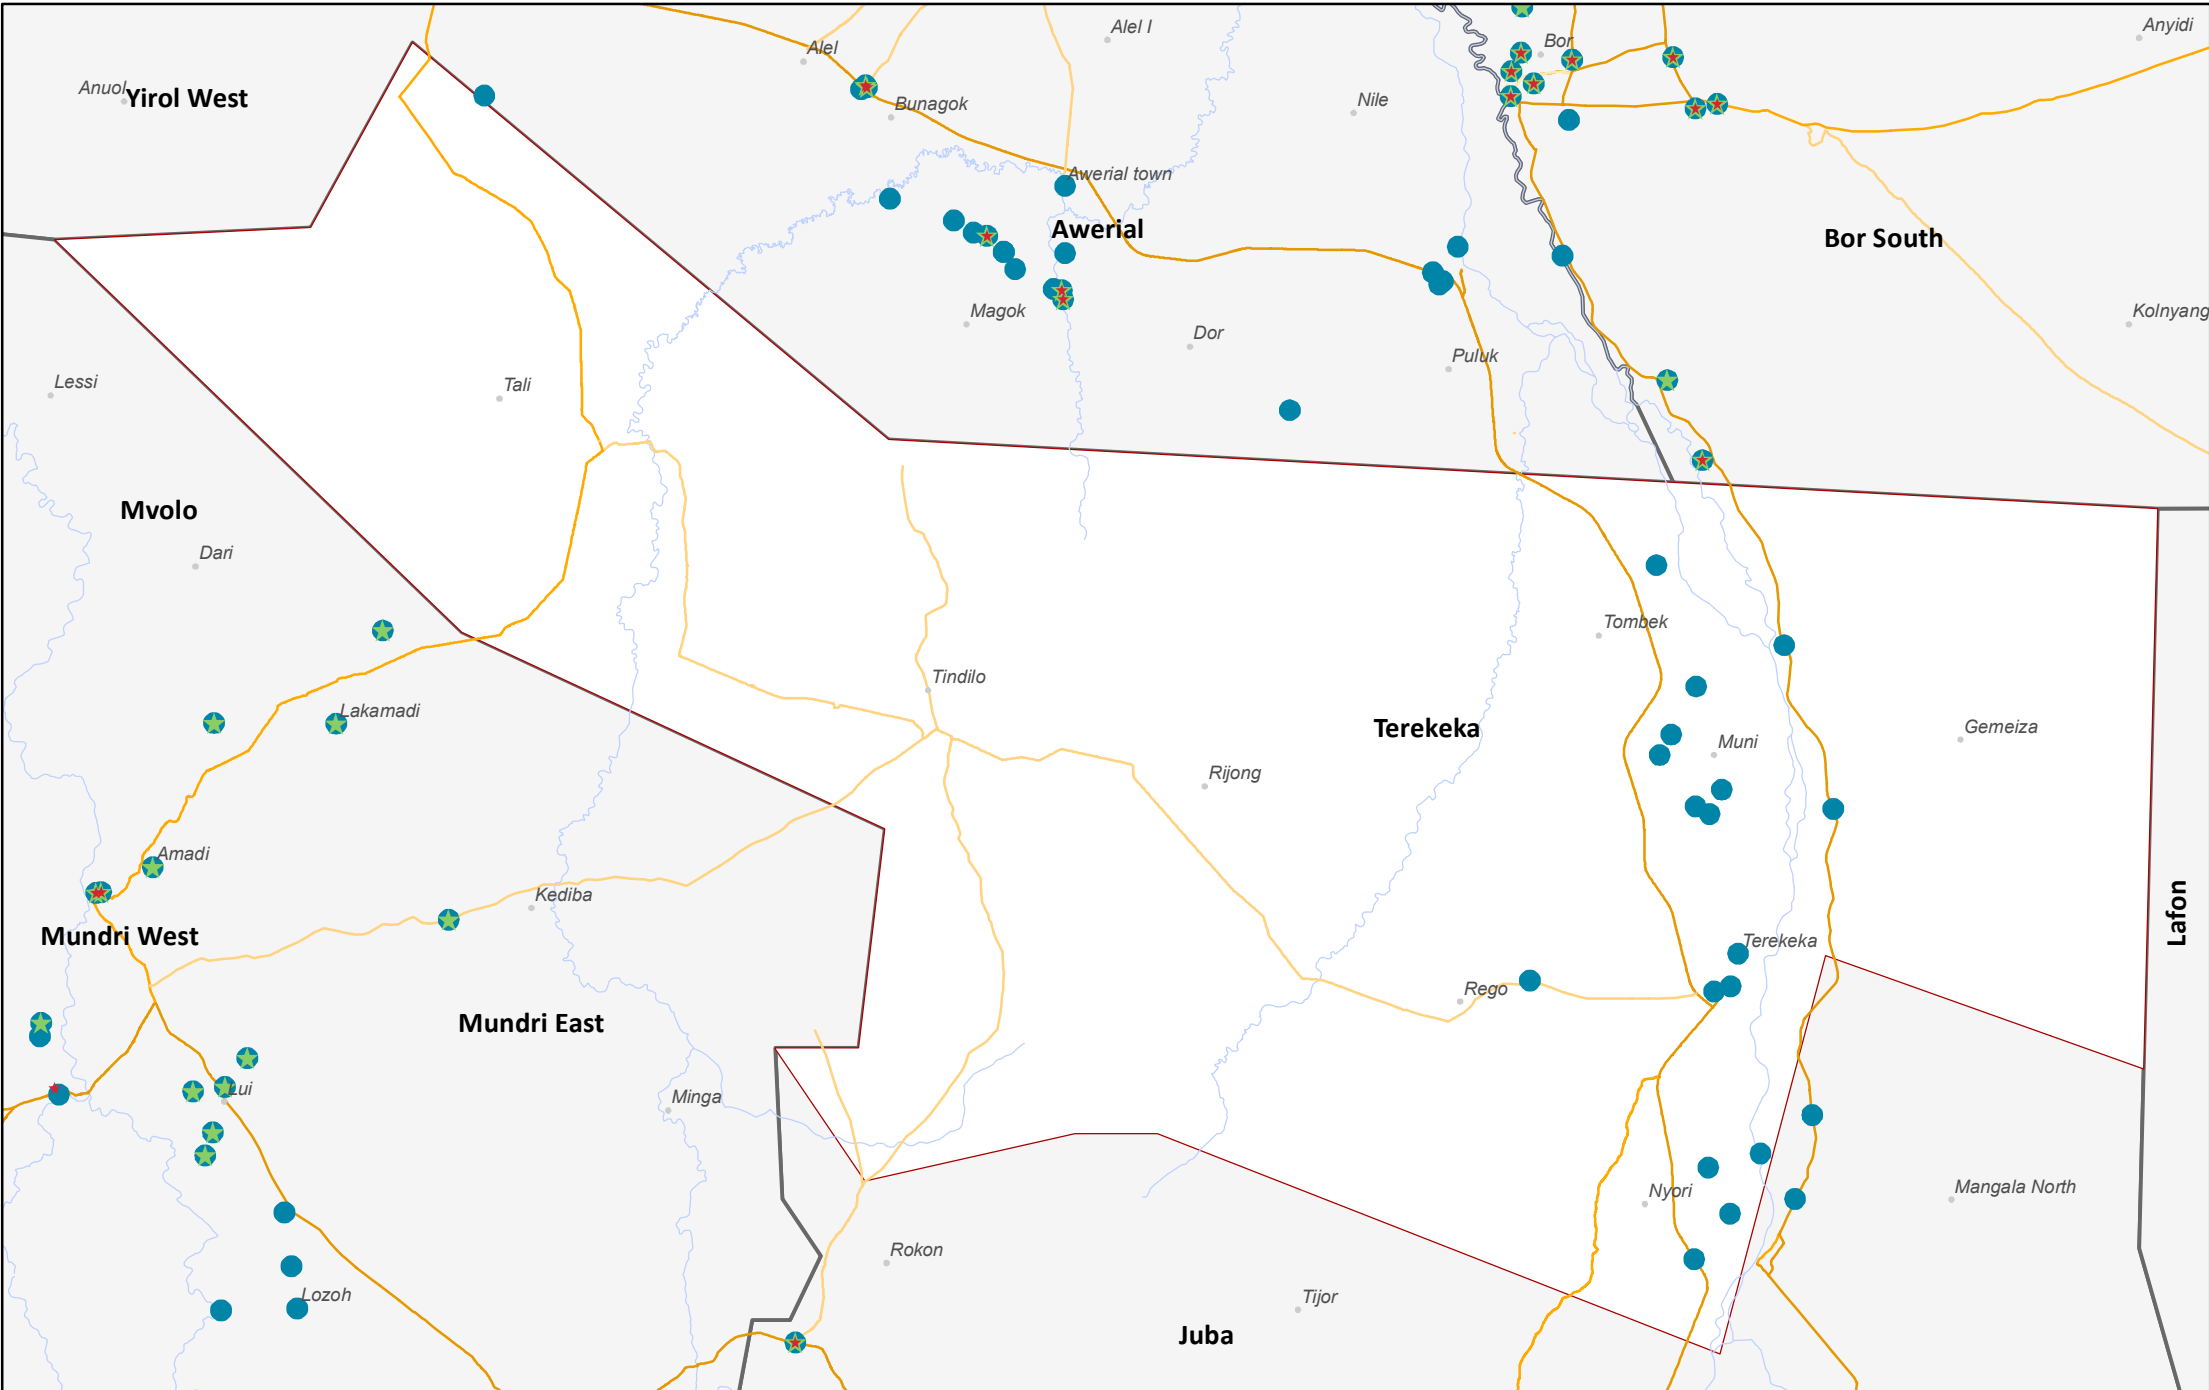 Anyidi
Alel I
Bor
Alel
Anuol
Yirol West
Bunagok
Nile
Awerial town
Awerial
Bor South
Magok
Kolnyang
Dor
Puluk
Lessi
Tali
Mvolo
Dari
Tombek
Tindilo
Lakamadi
Terekeka
Muni
Gemeiza
Rijong
Amadi
Kediba
Lafon
Mundri West
Terekeka
Rego
Mundri East
Lui
Minga
Nyori
Mangala North
Rokon
Lozoh
Tijor
Juba